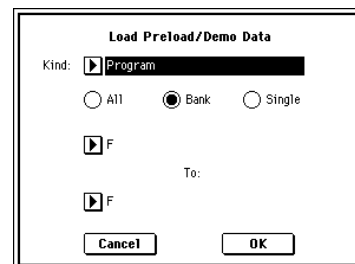 Load Preload/Demo Data
Kind: Program
All Bank Single
F
To:
F
Cancel OK